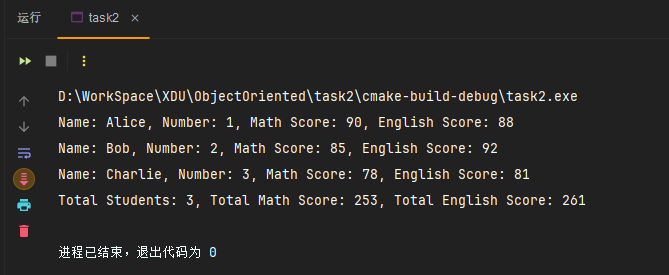 运行 task2 ×
D:\WorkSpace\XDU\ObjectOriented\task2\cmake-build-debug\task2.exe
Name: Alice, Number: 1, Math Score: 90, English Score: 88
Name: Bob, Number: 2, Math Score: 85, English Score: 92
Name: Charlie, Number: 3, Math Score: 78, English Score: 81
Total Students: 3, Total Math Score: 253, Total English Score: 261
进程已结束，退出代码为 0